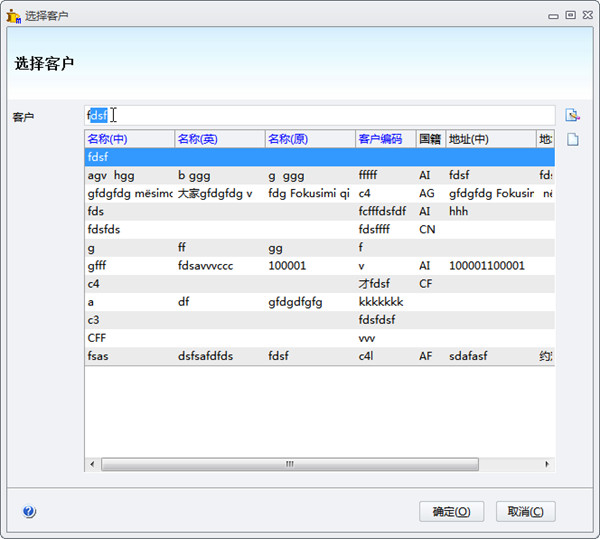 选择客户
选择客户
客户 fdsf
名称(中) 名称(英) 名称(原) 客户编码 国籍 地址(中)
fdsf
agv hgg b ggg g ggg fffff AI fdsf
gfdgfdg mësimc 大家gfdgfdg v fdg Fokusimi qi c4 AG gfdgfdg Fokusir në
fds fcfffdsfdf AI hhh
fdsfds fdsffff CN
g ff gg f
gfff fdsavvvccc 100001 v AI 100001100001
c4 才fdsf CF
a df gfdgdfgfg kkkkkkk
c3 fdsfdsf
CFF vvv
fsas dsfsafdfds fdsf c4l AF sdafasf
确定(O) 取消(C)